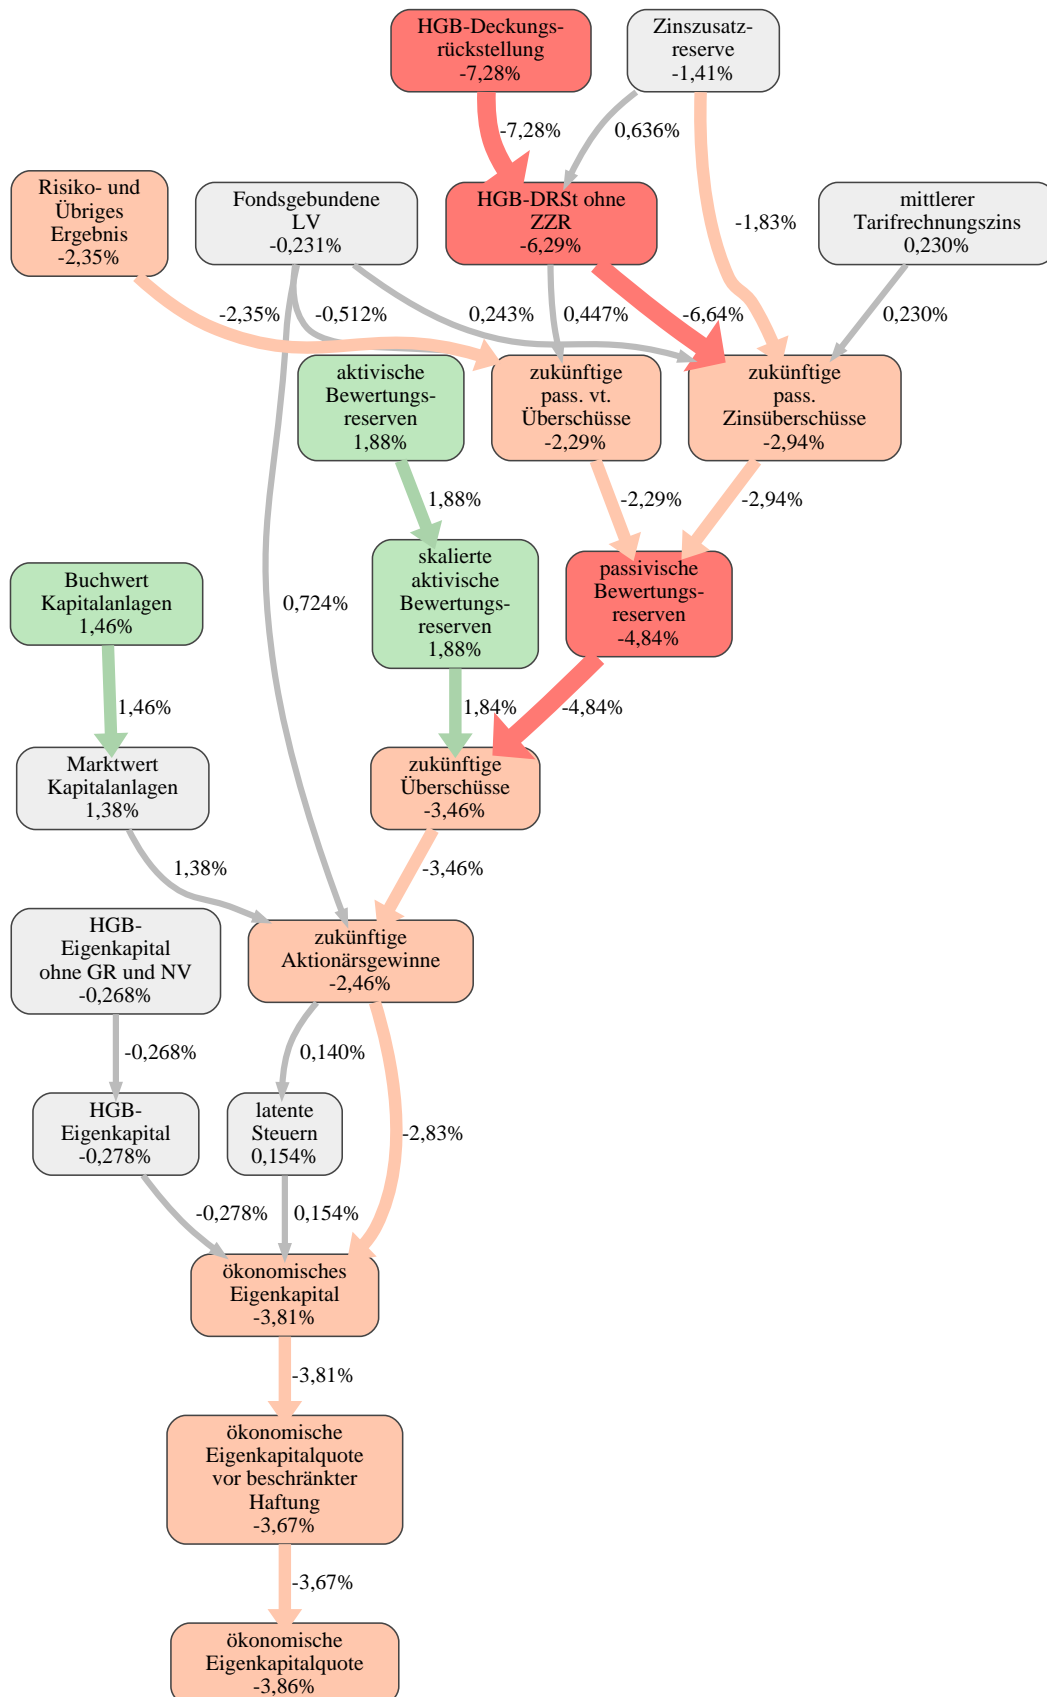 HGB-Deckungs-
rückstellung
-7,28%
Zinszusatz-
reserve
-1,41%
-7,28%
0,636%
Risiko- und
Übriges
Ergebnis
-2,35%
Fondsgebundene
LV
-0,231%
HGB-DRSt ohne
ZZR
-6,29%
-1,83%
mittlerer
Tarifrechnungszins
0,230%
-2,35%
-0,512%
0,243%
0,447%
-6,64%
0,230%
aktivische
Bewertungs-
reserven
1,88%
zukünftige
pass. vt.
Überschüsse
-2,29%
zukünftige
pass.
Zinsüberschüsse
-2,94%
1,88%
-2,29%
-2,94%
Buchwert
Kapitalanlagen
1,46%
0,724%
skalierte
aktivische
Bewertungs-
reserven
1,88%
passivische
Bewertungs-
reserven
-4,84%
1,46%
1,84%
-4,84%
Marktwert
Kapitalanlagen
1,38%
zukünftige
Überschüsse
-3,46%
1,38%
-3,46%
HGB-
Eigenkapital
ohne GR und NV
-0,268%
zukünftige
Aktionärsgewinne
-2,46%
-0,268%
0,140%
HGB-
Eigenkapital
-0,278%
latente
Steuern
0,154%
-2,83%
-0,278%
0,154%
ökonomisches
Eigenkapital
-3,81%
-3,81%
ökonomische
Eigenkapitalquote
vor beschränkter
Haftung
-3,67%
-3,67%
ökonomische
Eigenkapitalquote
-3,86%